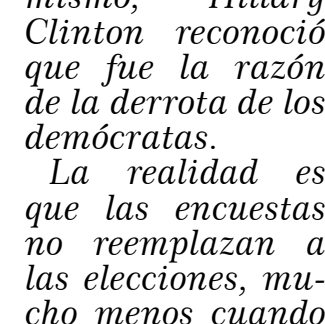 mismo, Hillary
Clinton reconoció
que fue la razón
de la derrota de los
demócratas.
La realidad es
que las encuestas
no reemplazan a
las elecciones, mu-
cho menos cuando